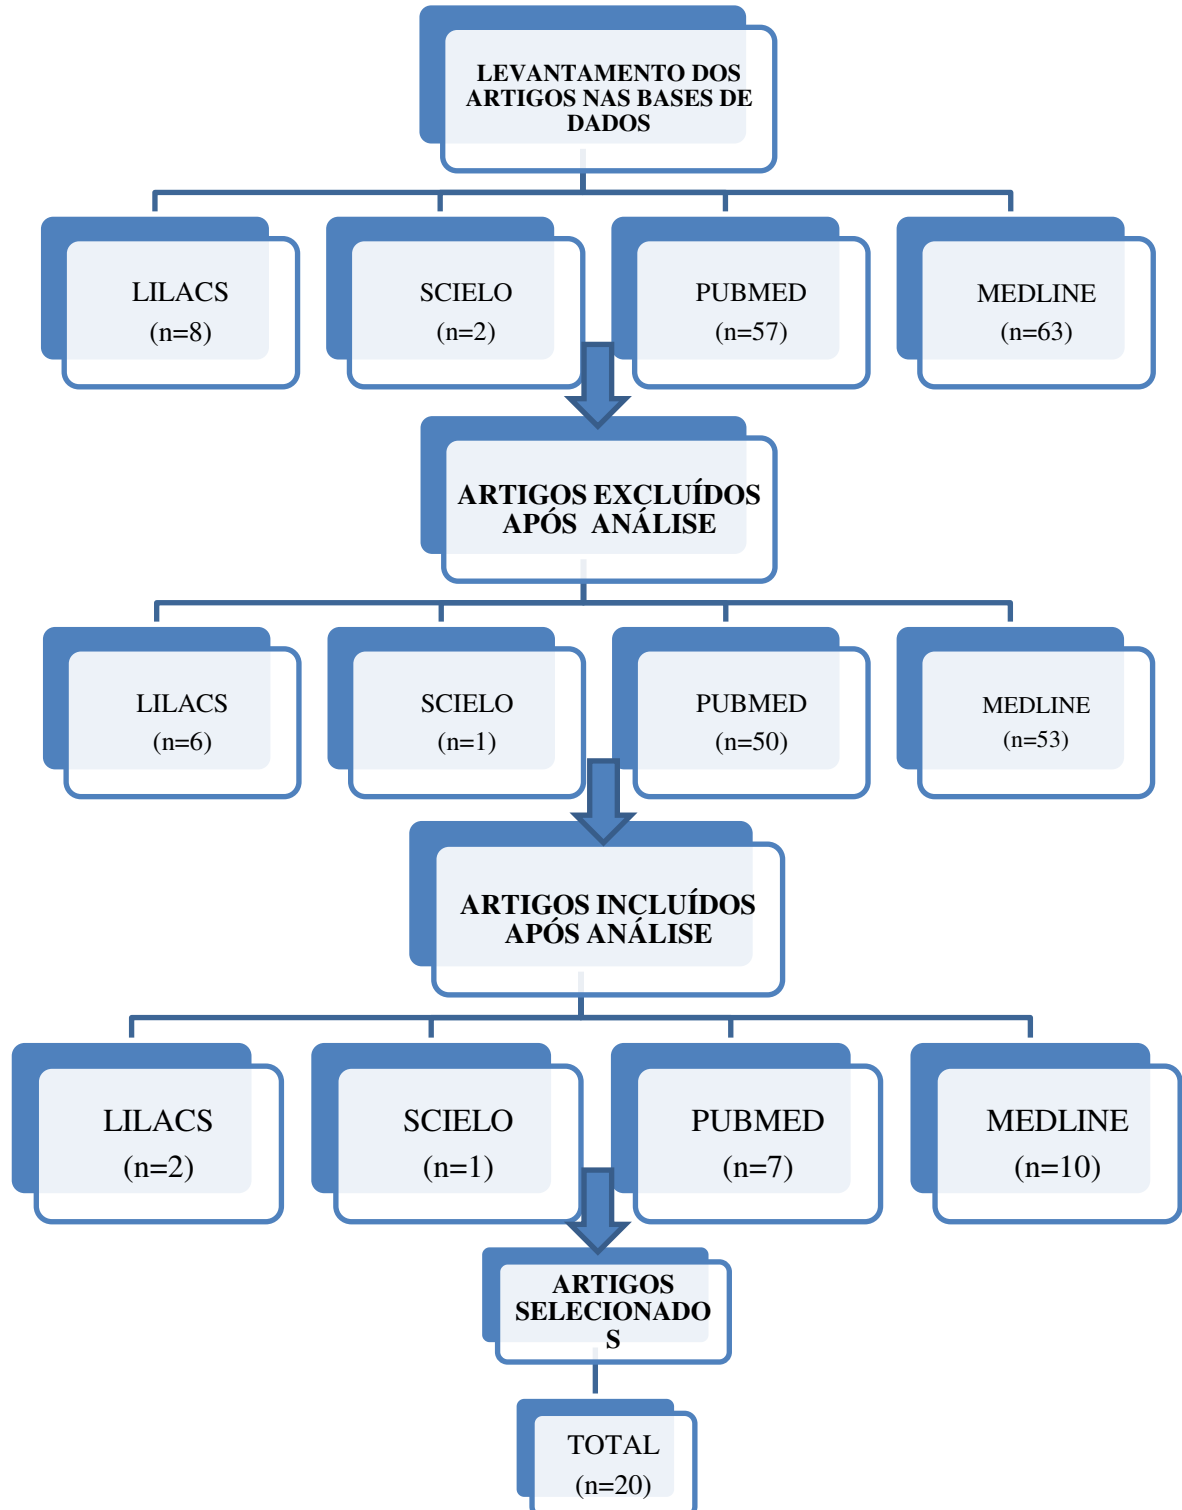 LEVANTAMENTO DOS
ARTIGOS NAS BASES DE
DADOS
LILACS
(n=8)
SCIELO
(n=2)
PUBMED
(n=57)
MEDLINE
(n=63)
ARTIGOS EXCLUÍDOS
APÓS ANÁLISE
LILACS
(n=6)
SCIELO
(n=1)
PUBMED
(n=50)
MEDLINE
(n=53)
ARTIGOS INCLUÍDOS
APÓS ANÁLISE
LILACS
(n=2)
SCIELO
(n=1)
PUBMED
(n=7)
MEDLINE
(n=10)
ARTIGOS
SELECIONADO
S
TOTAL
(n=20)